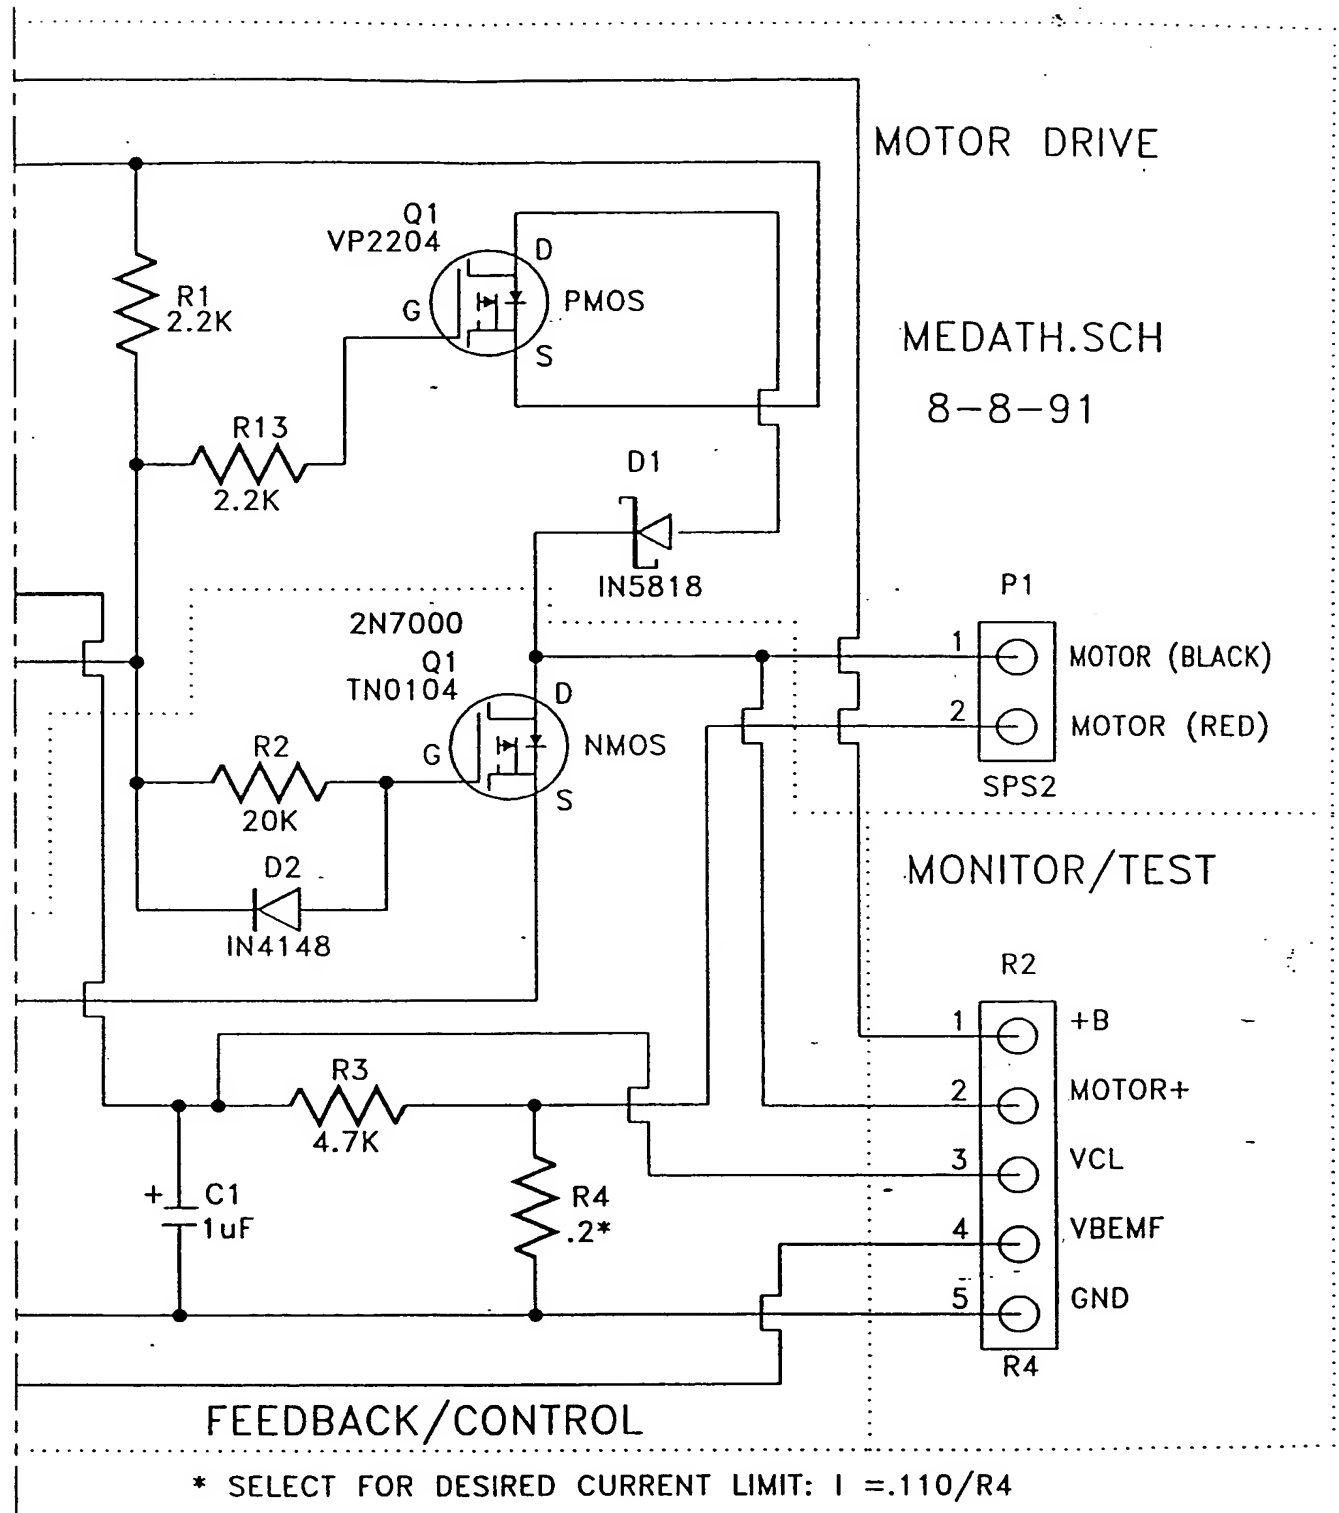 MOTOR DRIVE
Q1
VP2204
D
G
PMOS
S
R1
2.2K
MEDATH.SCH
8-8-91
R13
2.2K
D1
IN5818
P1
2N7000
Q1
TN0104
D
G
NMOS
S
1
MOTOR (BLACK)
2
MOTOR (RED)
SPS2
R2
20K
D2
IN4148
MONITOR/TEST
R2
1
+B
2
MOTOR+
3
VCL
4
VBEMF
5
GND
R4
R3
4.7K
+
C1
1uF
R4
.2*
FEEDBACK/CONTROL
* SELECT FOR DESIRED CURRENT LIMIT: I =.110/R4